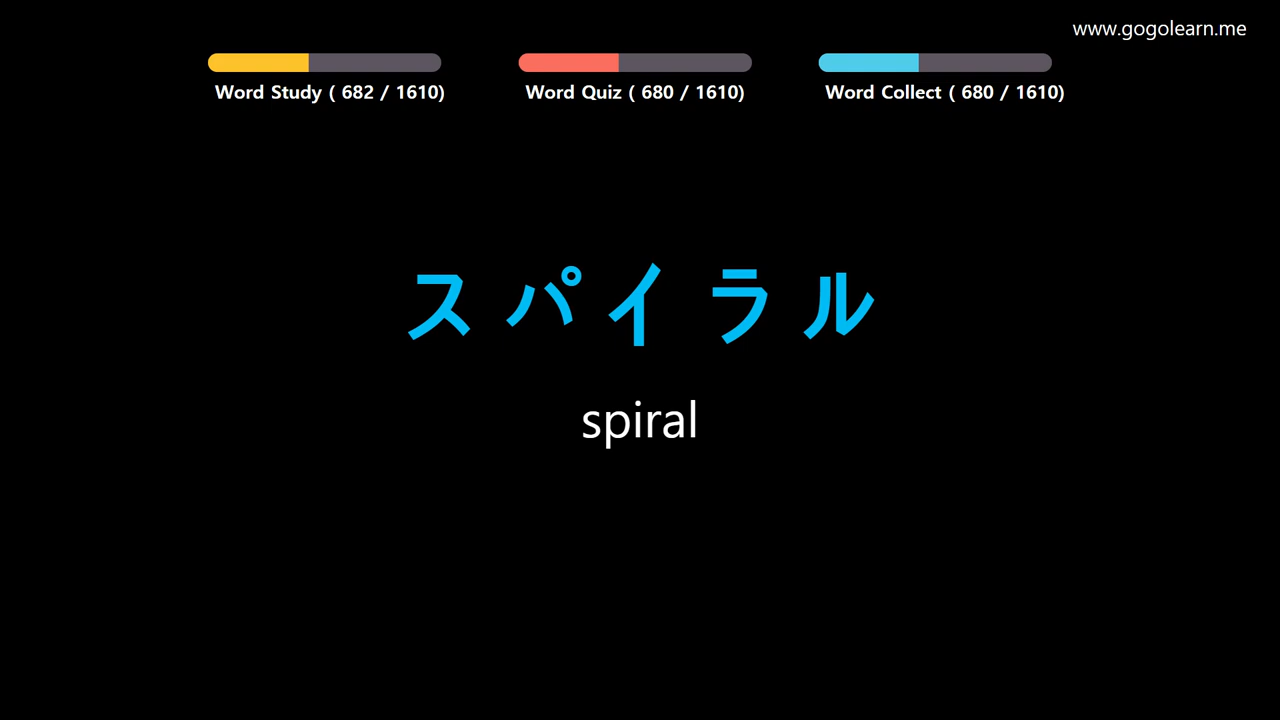 www.gogolearn.me
Word Study ( 682 / 1610)
Word Quiz ( 680 / 1610)
Word Collect ( 680 / 1610)
スパイラル
spiral